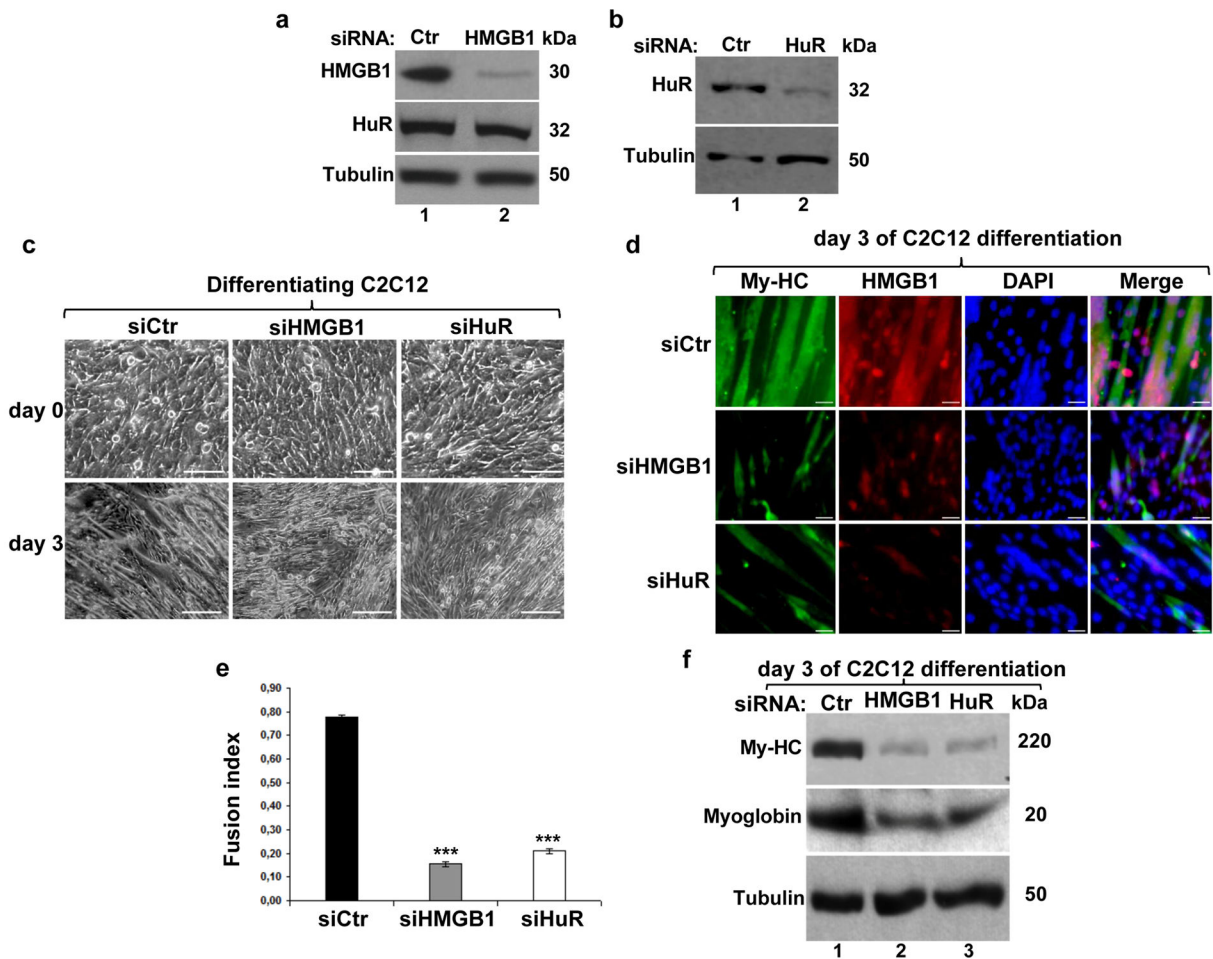 a
siRNA: Ctr HMGB1 kDa
HMGB1 30
HuR 32
Tubulin 50
1 2
b
siRNA: Ctr HuR kDa
HuR 32
Tubulin 50
1 2
c
Differentiating C2C12
siCtr siHMGB1 siHuR
day 0
day 3
d
day 3 of C2C12 differentiation
My-HC HMGB1 DAPI Merge
siCtr
siHMGB1
siHuR
e
Fusion index
0,90
0,80
0,70
0,60
0,50
0,40
0,30
0,20
0,10
0,00
*** ***
siCtr siHMGB1 siHuR
f
day 3 of C2C12 differentiation
siRNA: Ctr HMGB1 HuR kDa
My-HC 220
Myoglobin 20
Tubulin 50
1 2 3